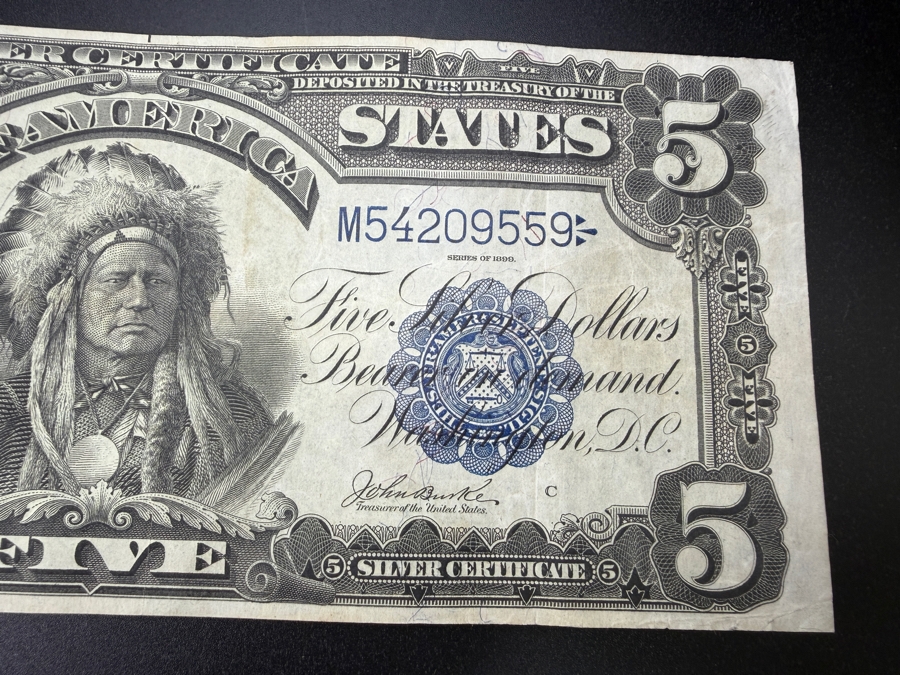 ER CERTIFICATE
FIVE
DEPOSITED IN THE TREASURY OF THE
AMERICA
STATES
5
M54209559
SERIES OF 1899.
Five Silver Dollars
Bearer on demand.
Washington, D.C.
FIVE
5
FIVE
John Burke
Treasurer of the United States.
C
FIVE
5 SILVER CERTIFICATE 5
5